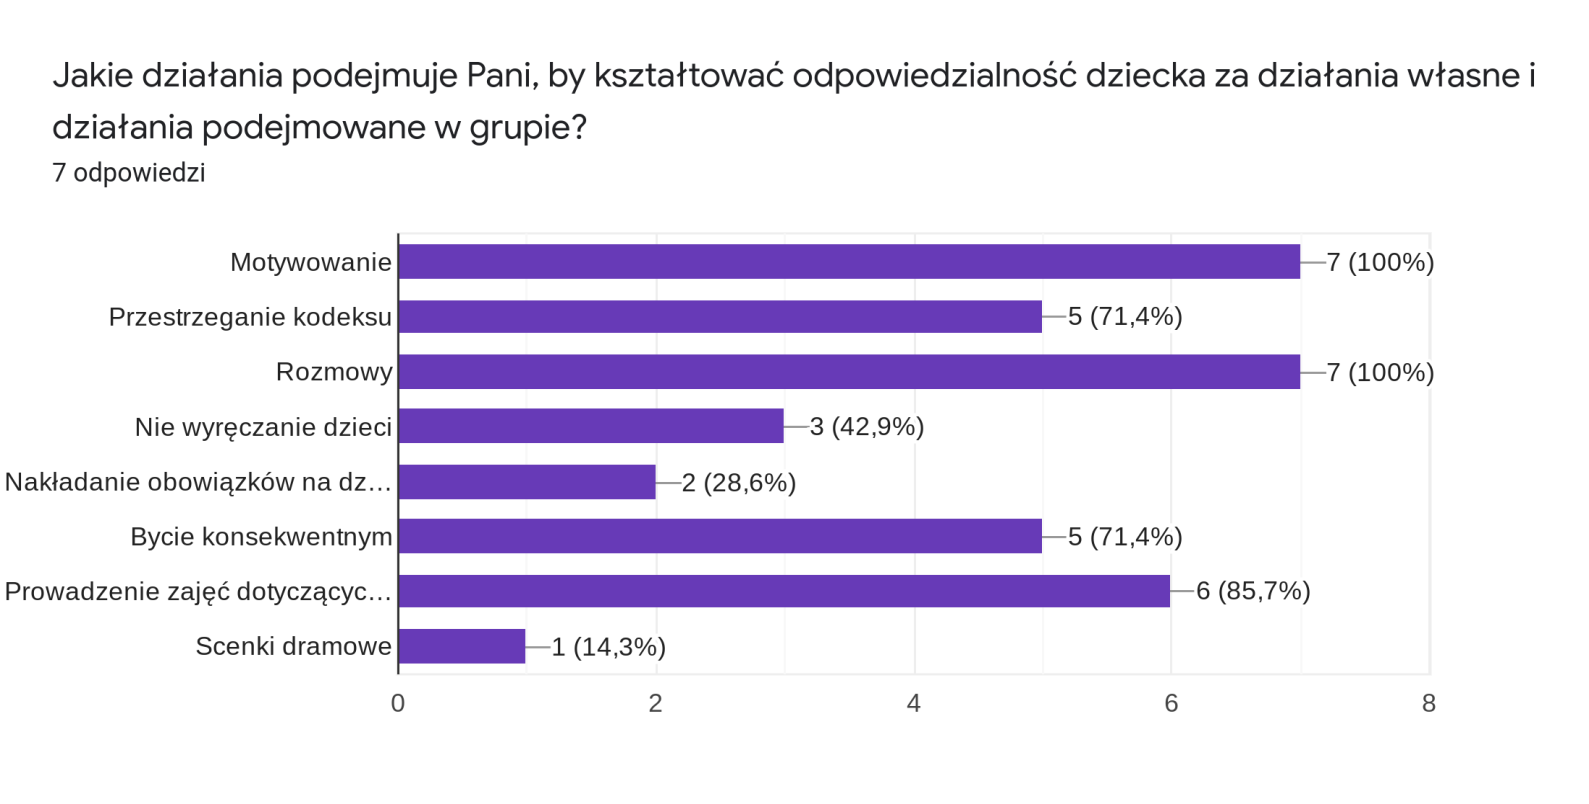 Jakie działania podejmuje Pani, by kształtować odpowiedzialność dziecka za działania własne i
działania podejmowane w grupie?
7 odpowiedzi
Motywowanie 7 (100%)
Przestrzeganie kodeksu 5 (71,4%)
Rozmowy 7 (100%)
Nie wyręczanie dzieci 3 (42,9%)
Nakładanie obowiązków na dz… 2 (28,6%)
Bycie konsekwentnym 5 (71,4%)
Prowadzenie zajęć dotyczącyc… 6 (85,7%)
Scenki dramowe 1 (14,3%)
0 2 4 6 8